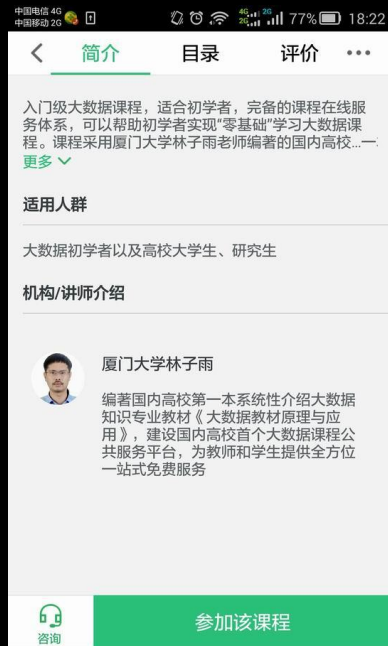 中国电信 4G
中国移动 2G
4G 2G 77% 18:22
2G
简介 目录 评价
入门级大数据课程，适合初学者，完备的课程在线服
务体系，可以帮助初学者实现"零基础"学习大数据课
程。课程采用厦门大学林子雨老师编著的国内高校...一
更多
适用人群
大数据初学者以及高校大学生、研究生
机构/讲师介绍
厦门大学林子雨
编著国内高校第一本系统性介绍大数据
知识专业教材《大数据教材原理与应
用》，建设国内高校首个大数据课程公
共服务平台，为教师和学生提供全方位
一站式免费服务
咨询
参加该课程